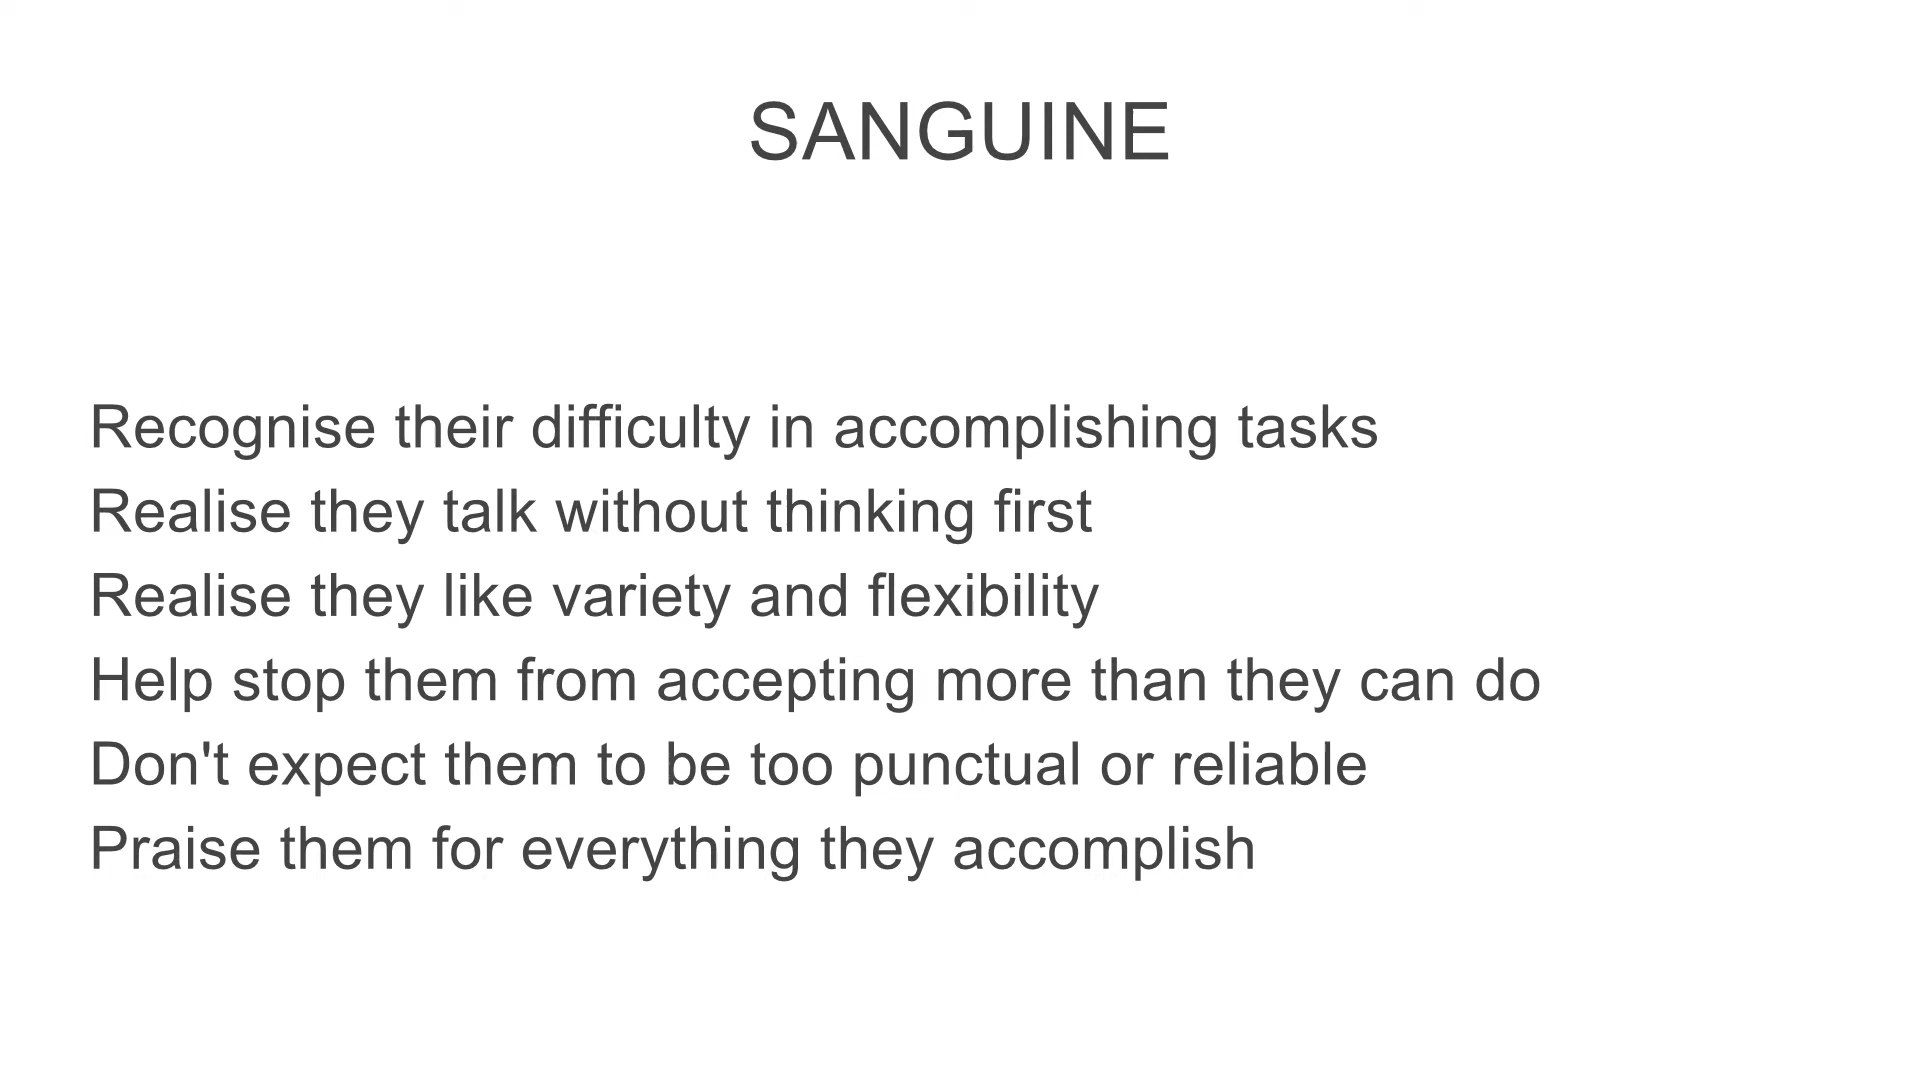 SANGUINE
Recognise their difficulty in accomplishing tasks
Realise they talk without thinking first
Realise they like variety and flexibility
Help stop them from accepting more than they can do
Don't expect them to be too punctual or reliable
Praise them for everything they accomplish